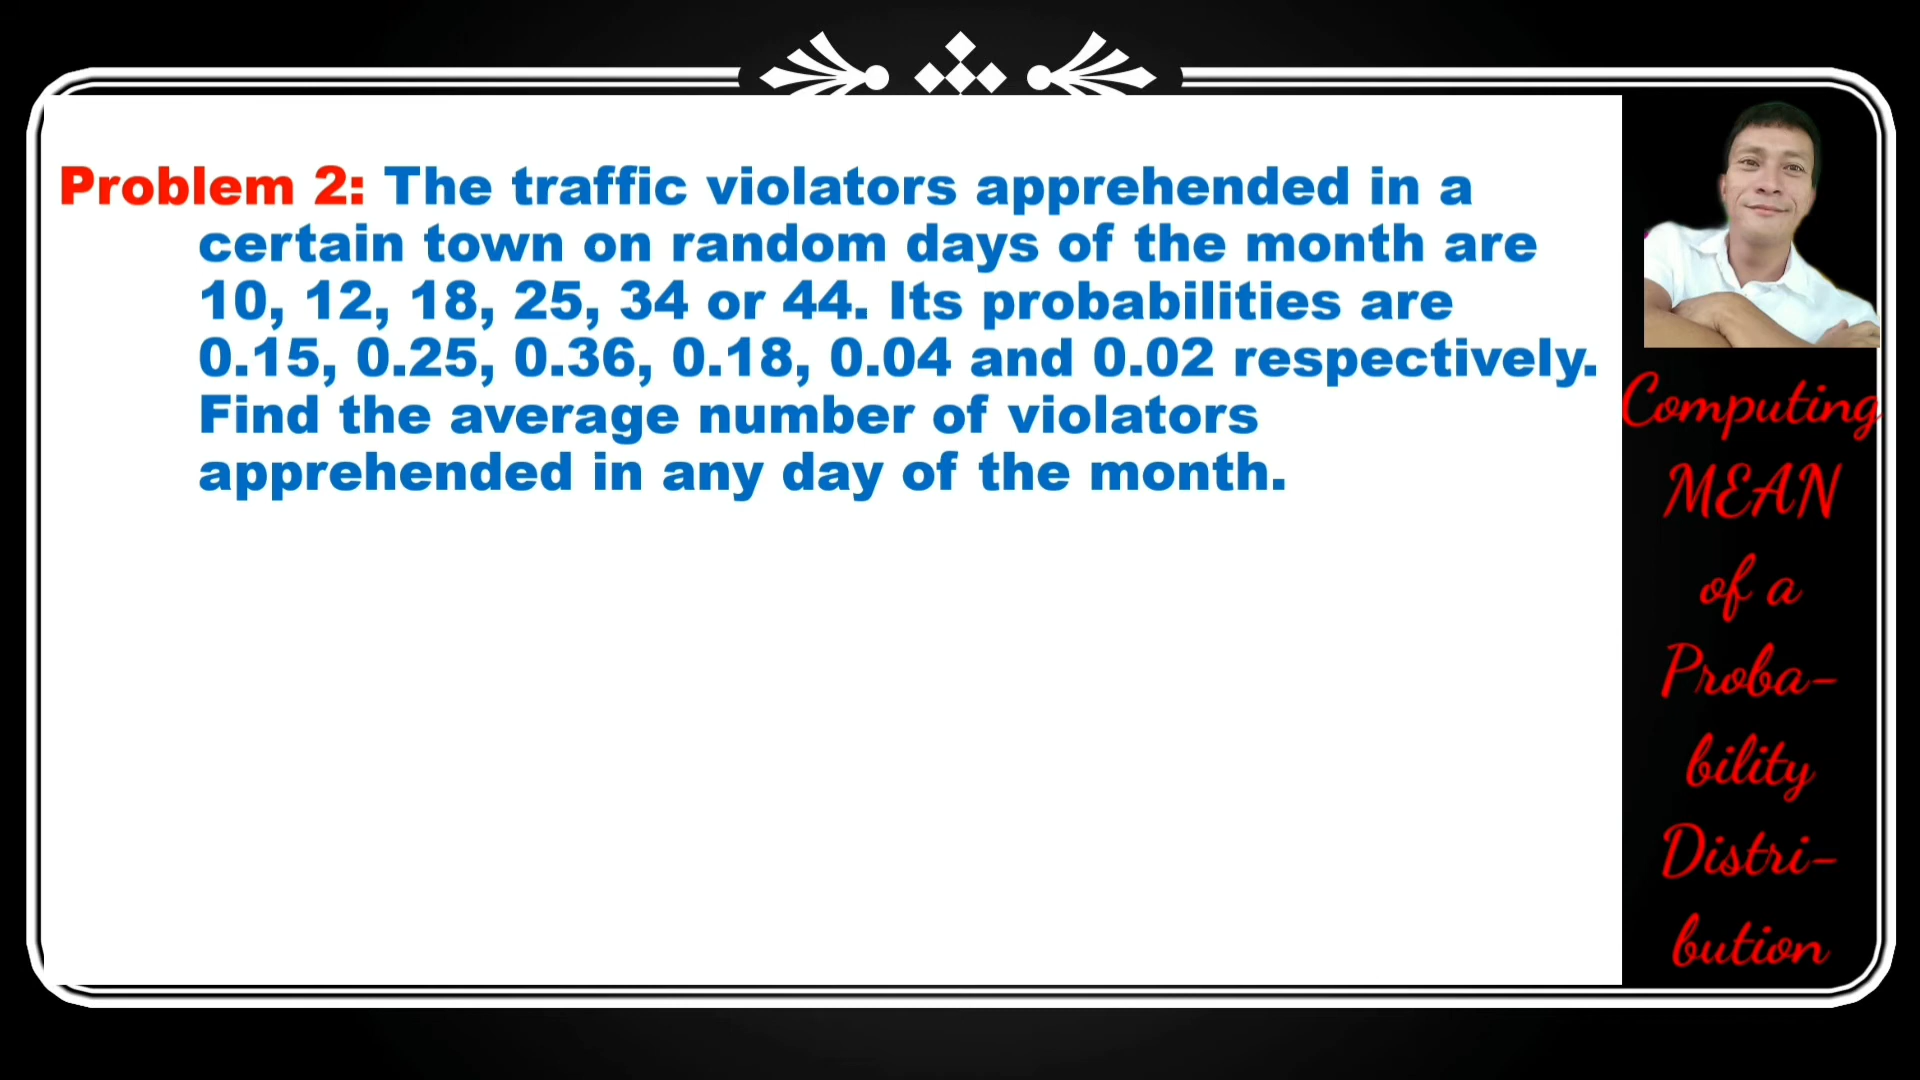 Problem 2: The traffic violators apprehended in a
certain town on random days of the month are
10, 12, 18, 25, 34 or 44. Its probabilities are
0.15, 0.25, 0.36, 0.18, 0.04 and 0.02 respectively.
Find the average number of violators
apprehended in any day of the month.
Computing
MEAN
of a
Proba-
bility
Distri-
bution